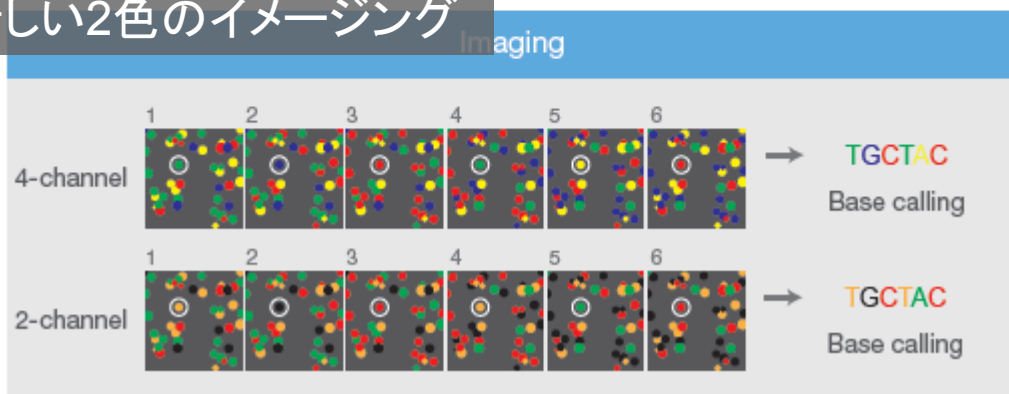 しい2色のイメージング
Imaging
1 2 3 4 5 6
4-channel
TGCTAC
Base calling
1 2 3 4 5 6
2-channel
TGCTAC
Base calling